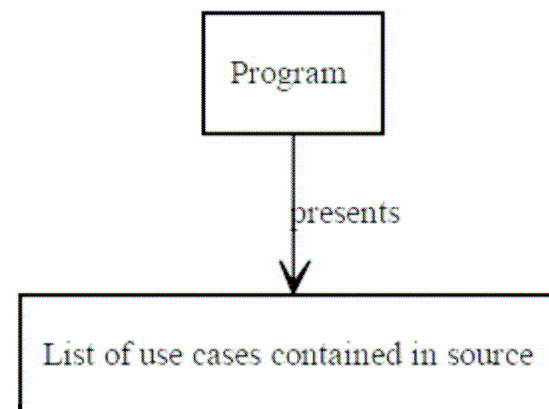 Program
presents
List of use cases contained in source